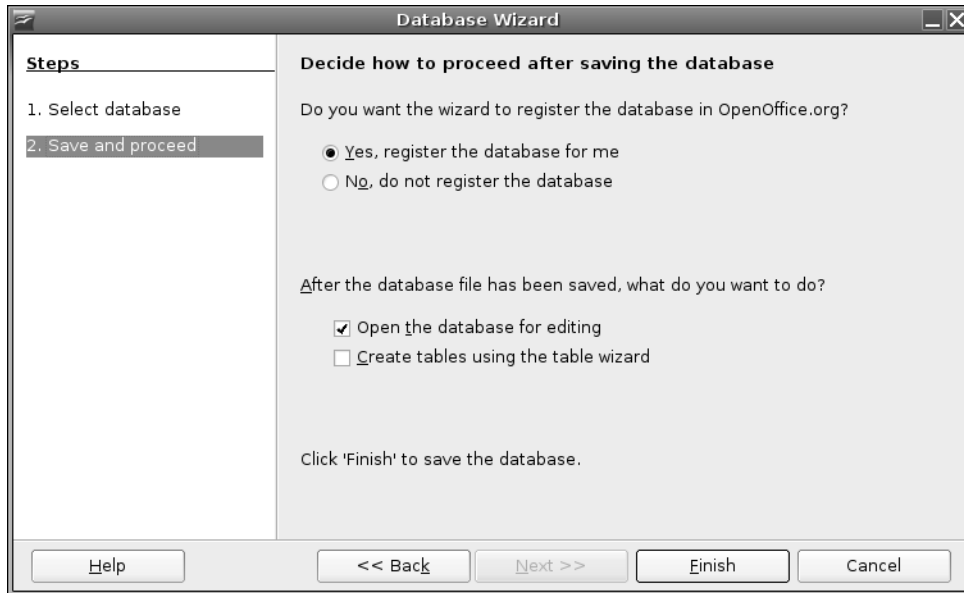 Database Wizard
Steps
1. Select database
2. Save and proceed
Decide how to proceed after saving the database
Do you want the wizard to register the database in OpenOffice.org?
Yes, register the database for me
No, do not register the database
After the database file has been saved, what do you want to do?
Open the database for editing
Create tables using the table wizard
Click 'Finish' to save the database.
Help
<< Back
Next >>
Finish
Cancel